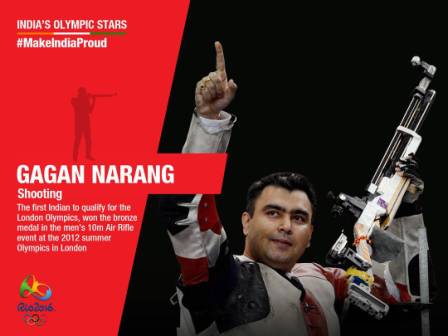 INDIA'S OLYMPIC STARS
#MakeIndiaProud
GAGAN NARANG
Shooting
The first Indian to qualify for the
London Olympics, won the bronze
medal in the men's 10m Air Rifle
event at the 2012 summer
Olympics in London
Rio2016